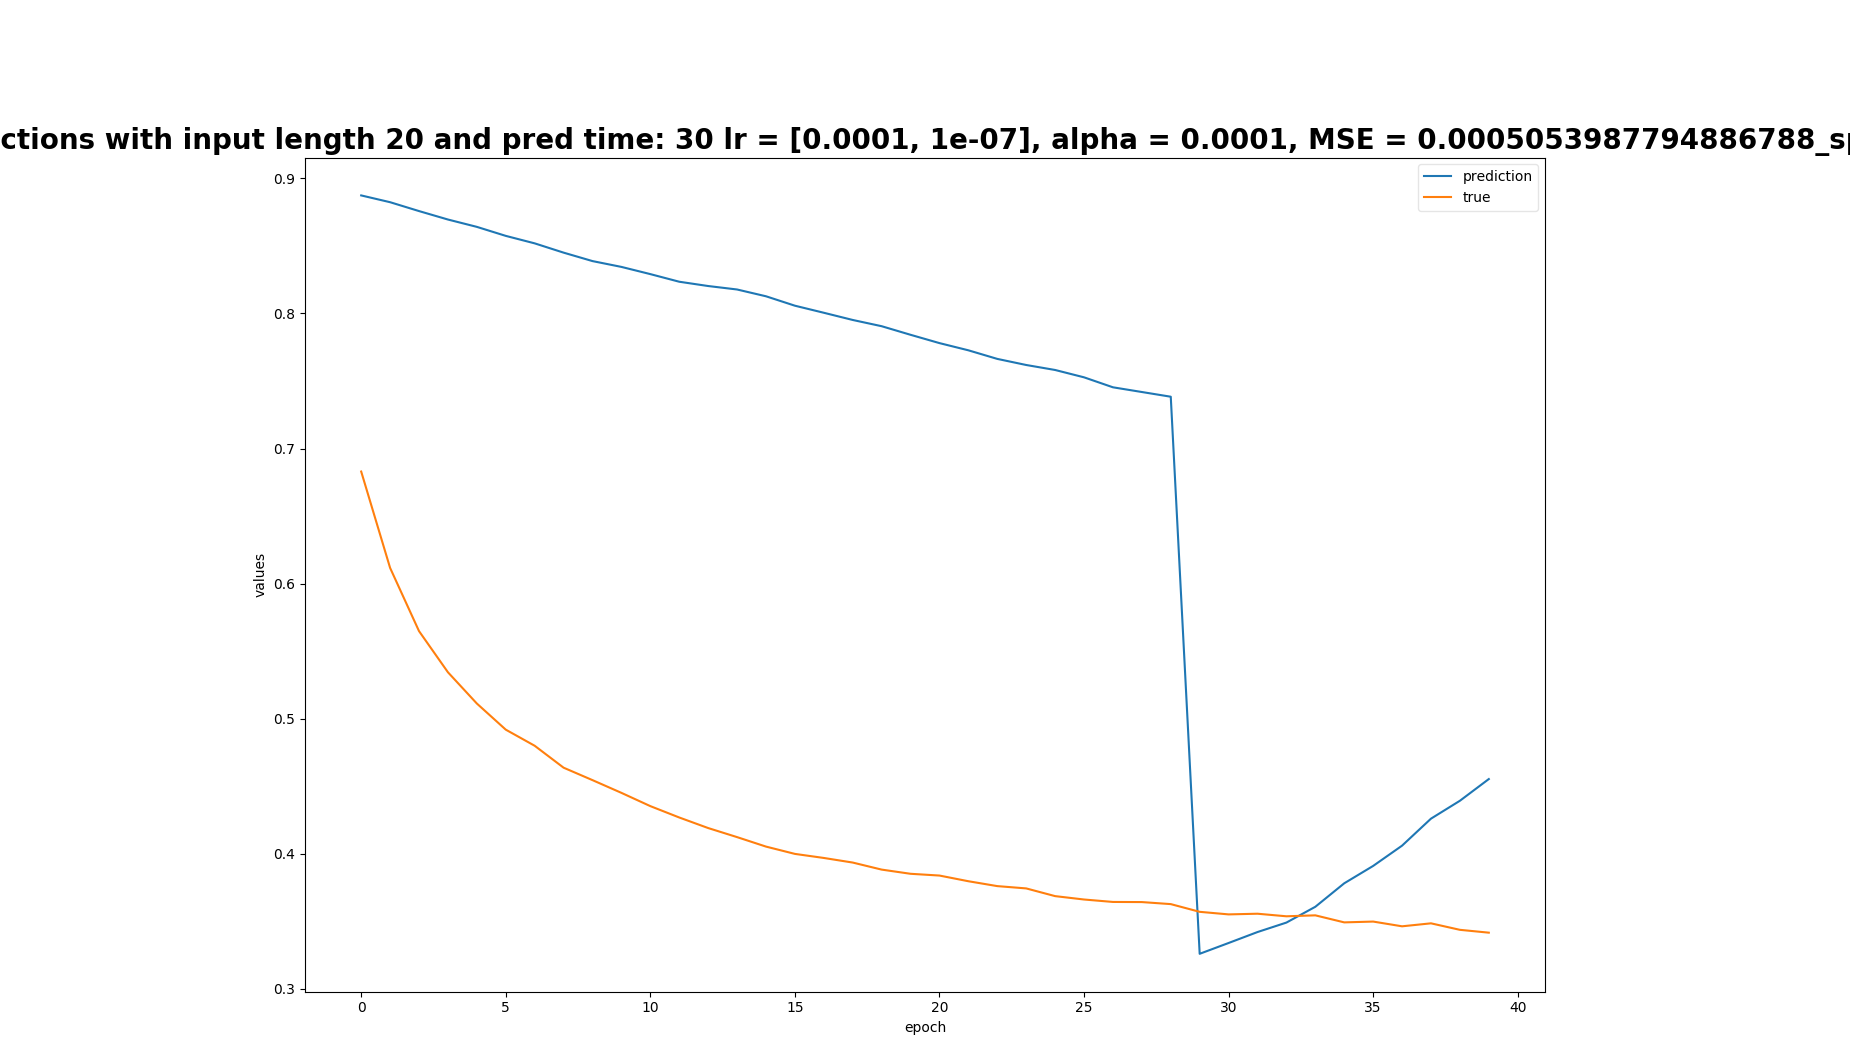 ctions with input length 20 and pred time: 30 lr = [0.0001, 1e-07], alpha = 0.0001, MSE = 0.0005053987794886788_sp
prediction
true
0.9
0.8
0.7
0.6
0.5
0.4
0.3
values
0 5 10 15 20 25 30 35 40
epoch